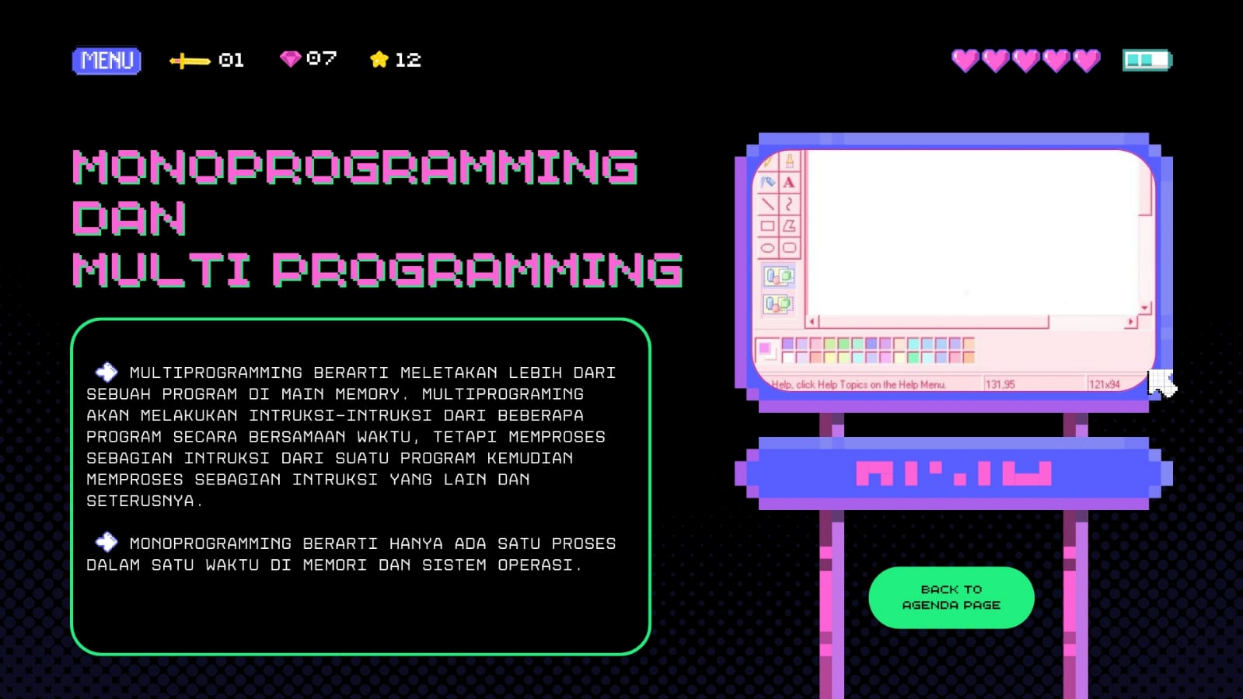 MENU 01 07 12
MONOPROGRAMMING
DAN
MULTI PROGRAMMING
MULTIPROGRAMMING BERARTI MELETAKAN LEBIH DARI
SEBUAH PROGRAM DI MAIN MEMORY. MULTIPROGRAMING
AKAN MELAKUKAN INTRUKSI-INTRUKSI DARI BEBERAPA
PROGRAM SECARA BERSAMAAN WAKTU, TETAPI MEMPROSES
SEBAGIAN INTRUKSI DARI SUATU PROGRAM KEMUDIAN
MEMPROSES SEBAGIAN INTRUKSI YANG LAIN DAN
SETERUSNYA.
MONOPROGRAMMING BERARTI HANYA ADA SATU PROSES
DALAM SATU WAKTU DI MEMORI DAN SISTEM OPERASI.
A
Help, click Help Topics on the Help Menu. 131,95 121x94
BACK TO
AGENDA PAGE